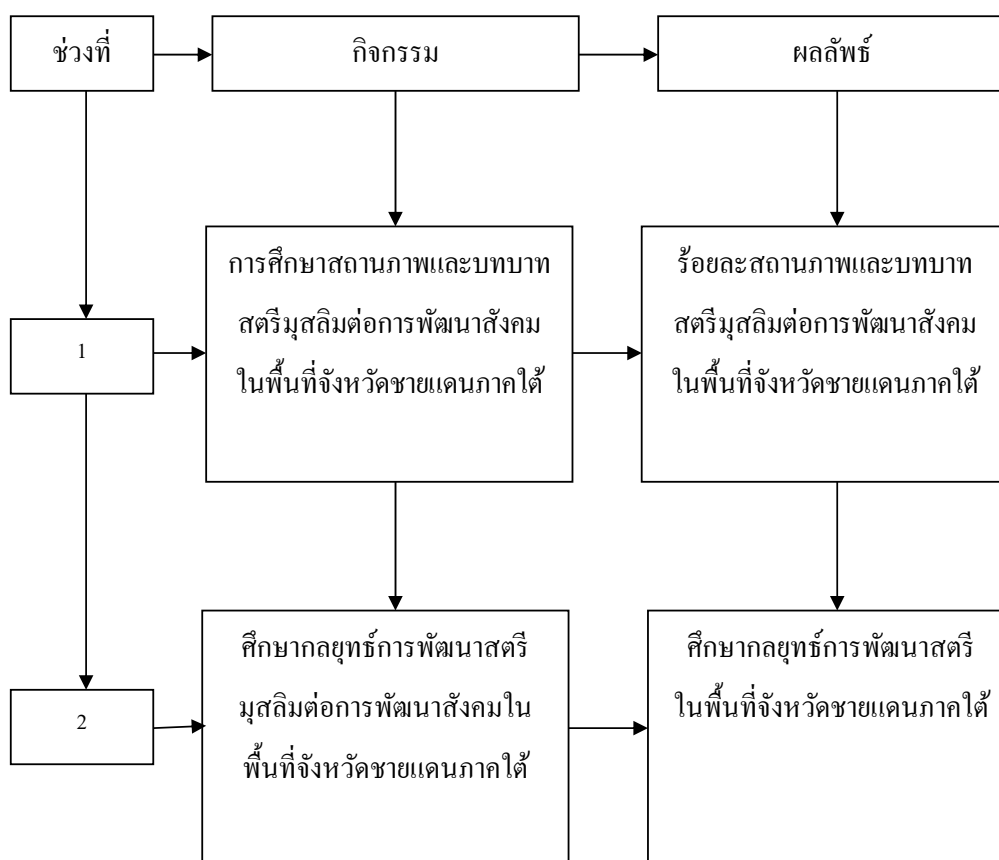 ช่วงที่
กิจกรรม
ผลลัพธ์
1
การศึกษาสถานภาพและบทบาท
สตรีมุสลิมต่อการพัฒนาสังคม
ในพื้นที่จังหวัดชายแดนภาคใต้
ร้อยละสถานภาพและบทบาท
สตรีมุสลิมต่อการพัฒนาสังคม
ในพื้นที่จังหวัดชายแดนภาคใต้
2
ศึกษากลยุทธ์การพัฒนาสตรี
มุสลิมต่อการพัฒนาสังคมใน
พื้นที่จังหวัดชายแดนภาคใต้
ศึกษากลยุทธ์การพัฒนาสตรี
ในพื้นที่จังหวัดชายแดนภาคใต้